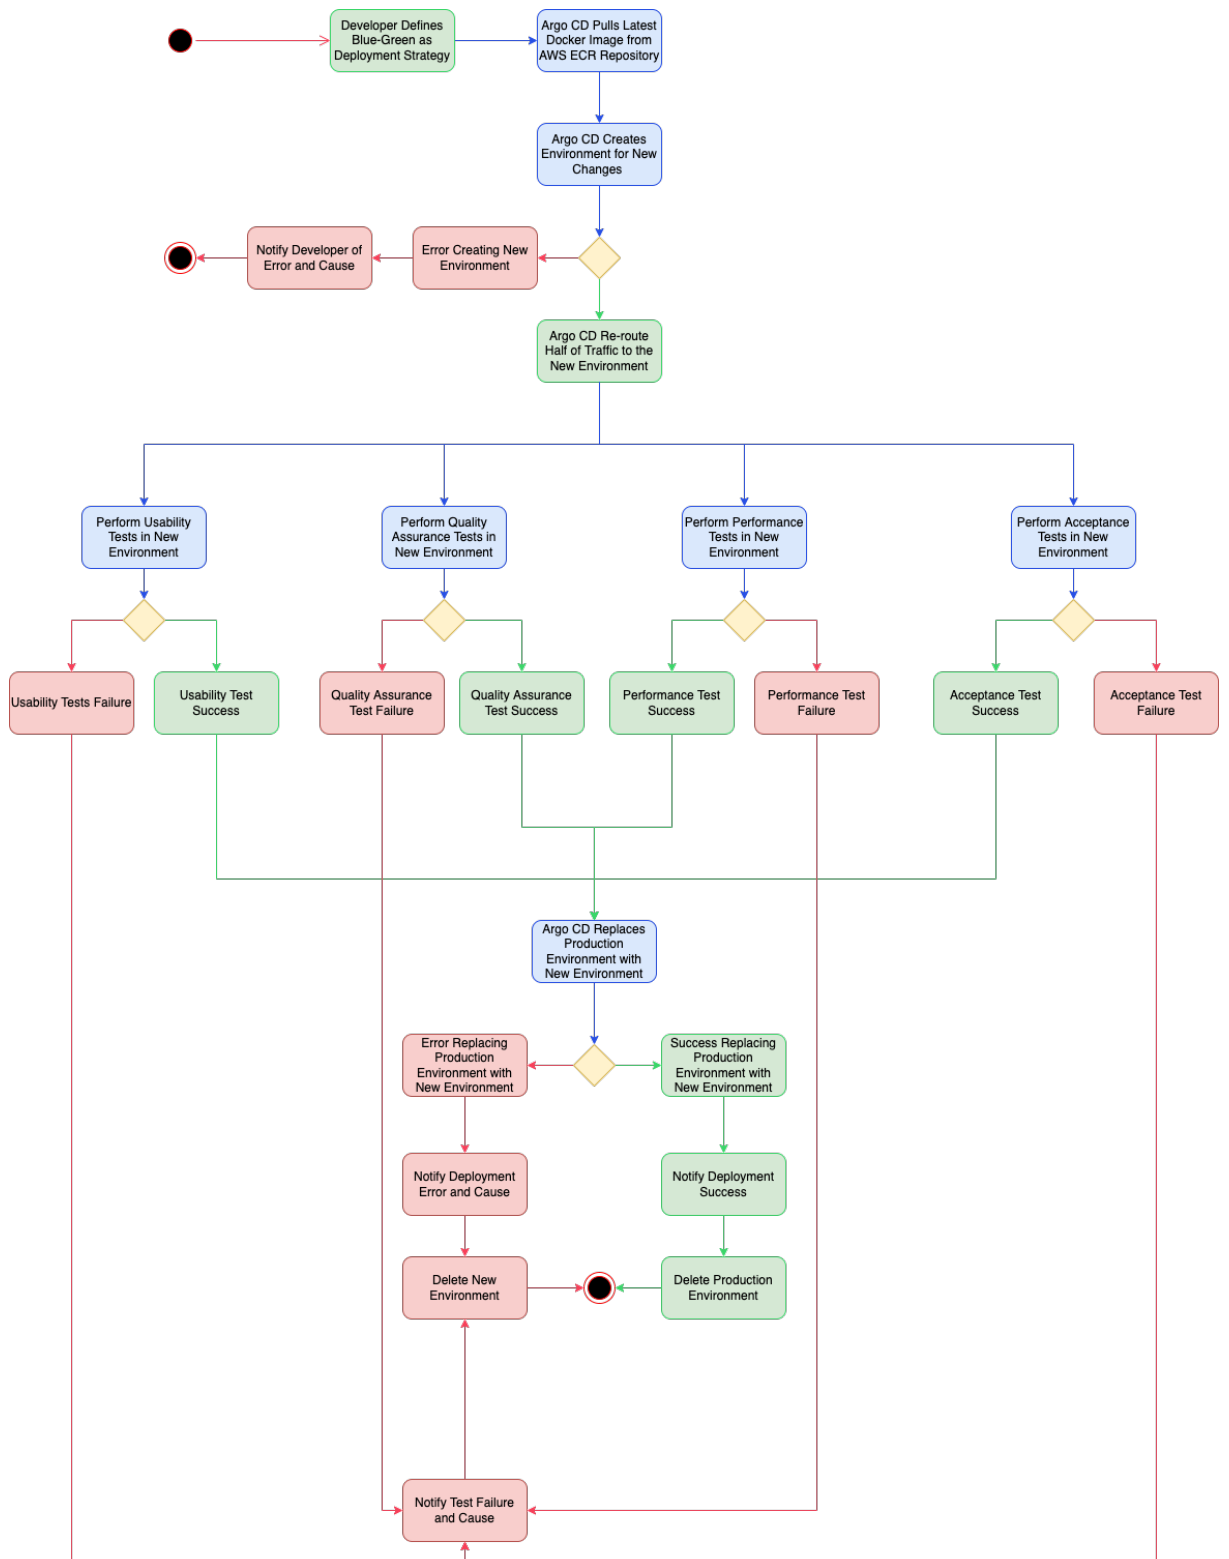 Developer Defines
Blue-Green as
Deployment Strategy
Argo CD Pulls Latest
Docker Image from
AWS ECR Repository
Argo CD Creates
Environment for New
Changes
Notify Developer of
Error and Cause
Error Creating New
Environment
Argo CD Re-route
Half of Traffic to the
New Environment
Perform Usability
Tests in New
Environment
Perform Quality
Assurance Tests in
New Environment
Perform Performance
Tests in New
Environment
Perform Acceptance
Tests in New
Environment
Usability Tests Failure
Usability Test
Success
Quality Assurance
Test Failure
Quality Assurance
Test Success
Performance Test
Success
Performance Test
Failure
Acceptance Test
Success
Acceptance Test
Failure
Argo CD Replaces
Production
Environment with
New Environment
Error Replacing
Production
Environment with
New Environment
Success Replacing
Production
Environment with
New Environment
Notify Deployment
Error and Cause
Notify Deployment
Success
Delete New
Environment
Delete Production
Environment
Notify Test Failure
and Cause